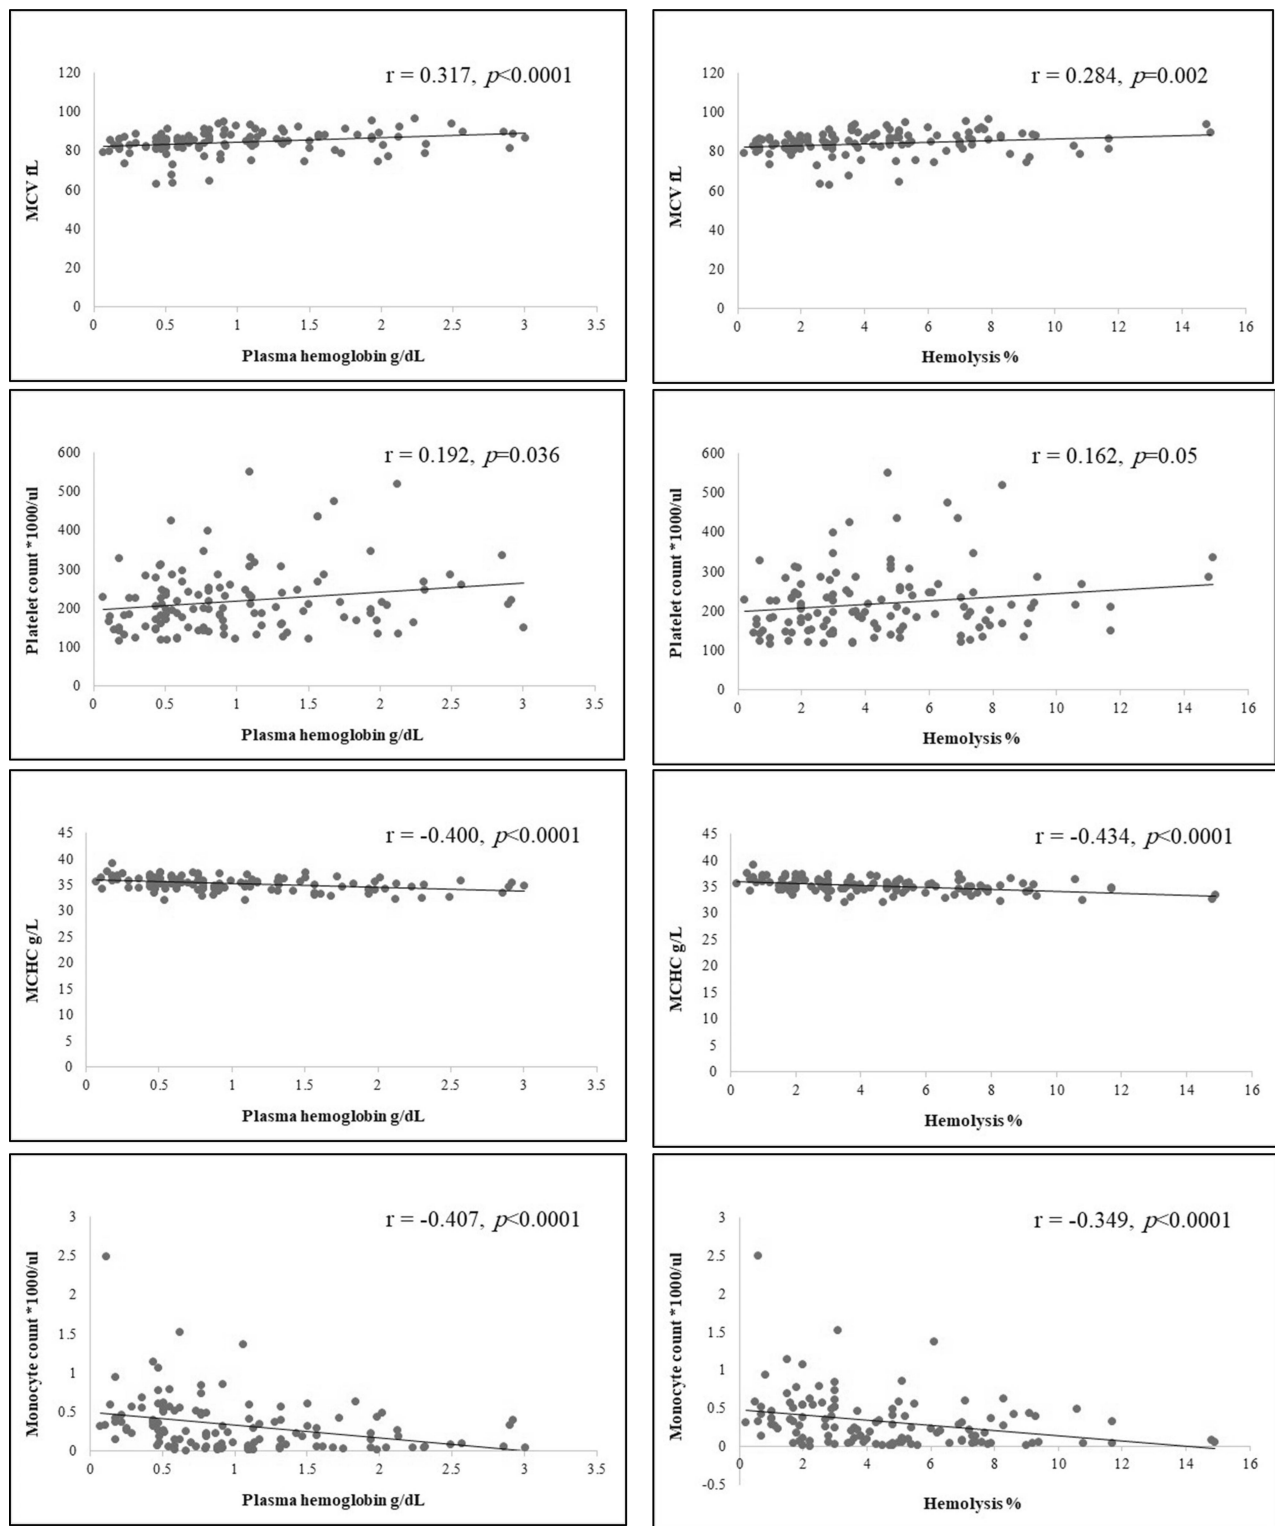 r = 0.317, p<0.0001
120
100
80
60
40
20
0
MCV fL
0 0.5 1 1.5 2 2.5 3 3.5
Plasma hemoglobin g/dL
r = 0.284, p=0.002
120
100
80
60
40
20
0
MCV fL
0 2 4 6 8 10 12 14 16
Hemolysis %
r = 0.192, p=0.036
600
500
400
300
200
100
0
Platelet count *1000/ul
0 0.5 1 1.5 2 2.5 3 3.5
Plasma hemoglobin g/dL
r = 0.162, p=0.05
600
500
400
300
200
100
0
Platelet count *1000/ul
0 2 4 6 8 10 12 14 16
Hemolysis %
r = -0.400, p<0.0001
45
40
35
30
25
20
15
10
5
0
MCHC g/L
0 0.5 1 1.5 2 2.5 3 3.5
Plasma hemoglobin g/dL
r = -0.434, p<0.0001
45
40
35
30
25
20
15
10
5
0
MCHC g/L
0 2 4 6 8 10 12 14 16
Hemolysis %
r = -0.407, p<0.0001
3
2.5
2
1.5
1
0.5
0
Monocyte count *1000/ul
0 0.5 1 1.5 2 2.5 3 3.5
Plasma hemoglobin g/dL
r = -0.349, p<0.0001
3
2.5
2
1.5
1
0.5
0
-0.5
Monocyte count *1000/ul
0 2 4 6 8 10 12 14 16
Hemolysis %